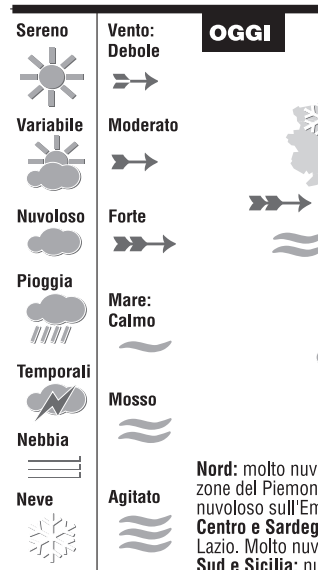 Sereno
Variabile
Nuvoloso
Pioggia
Temporali
Nebbia
Neve
Vento:
Debole
Moderato
Forte
Mare:
Calmo
Mosso
Agitato
OGGI
Nord: molto nuv
zone del Piemon
nuvoloso sull'Em
Centro e Sardeg
Lazio. Molto nuv
Sud e Sicilia: nu